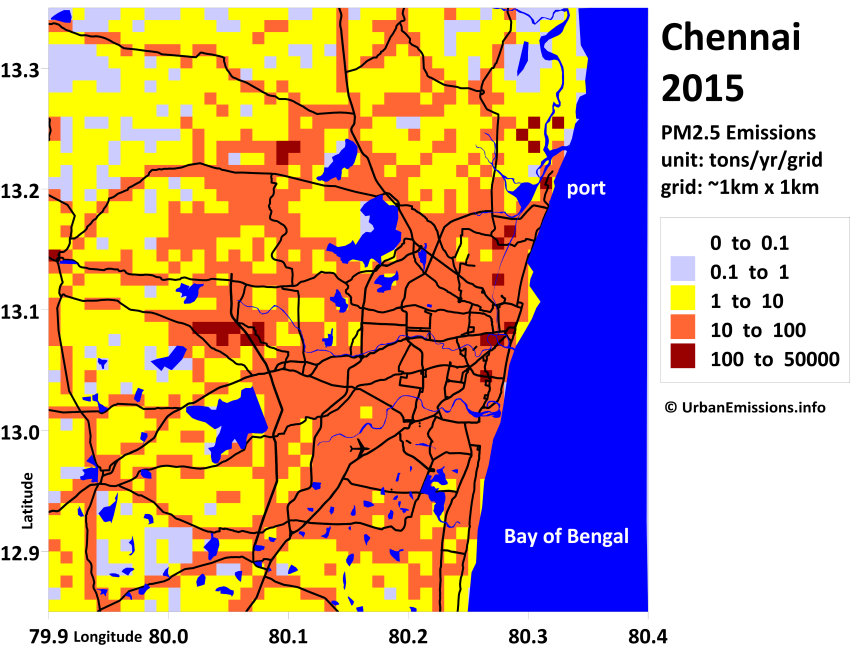 Chennai
2015
PM2.5 Emissions
unit: tons/yr/grid
grid: ~1km x 1km
0 to 0.1
0.1 to 1
1 to 10
10 to 100
100 to 50000
© UrbanEmissions.info
port
Bay of Bengal
13.3
13.2
13.1
13.0
12.9
Latitude
79.9 Longitude 80.0 80.1 80.2 80.3 80.4